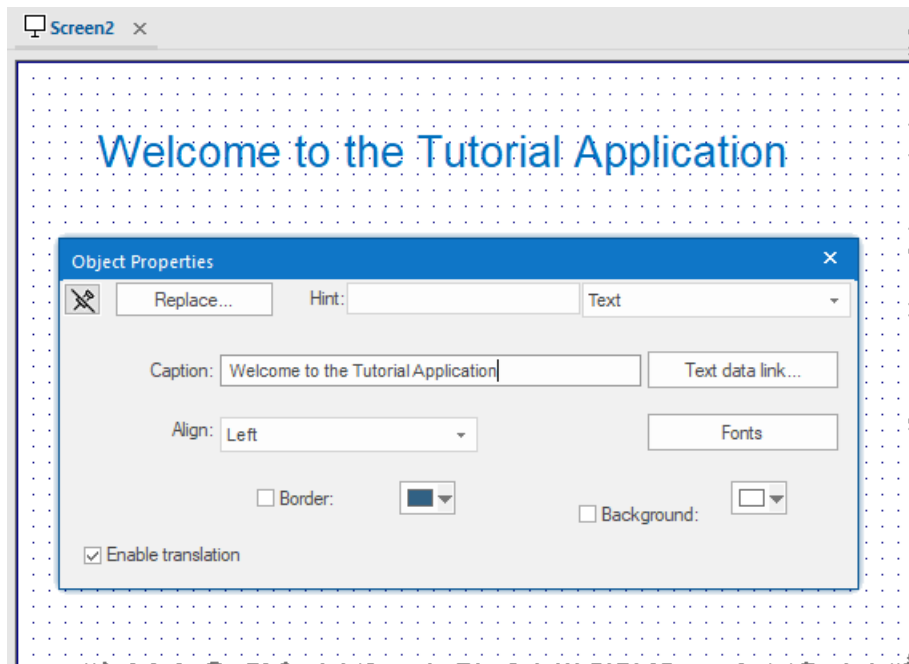 Screen2
Welcome to the Tutorial Application
Object Properties
Replace... Hint: Text
Caption: Welcome to the Tutorial Application Text data link...
Align: Left Fonts
Border: Background:
Enable translation